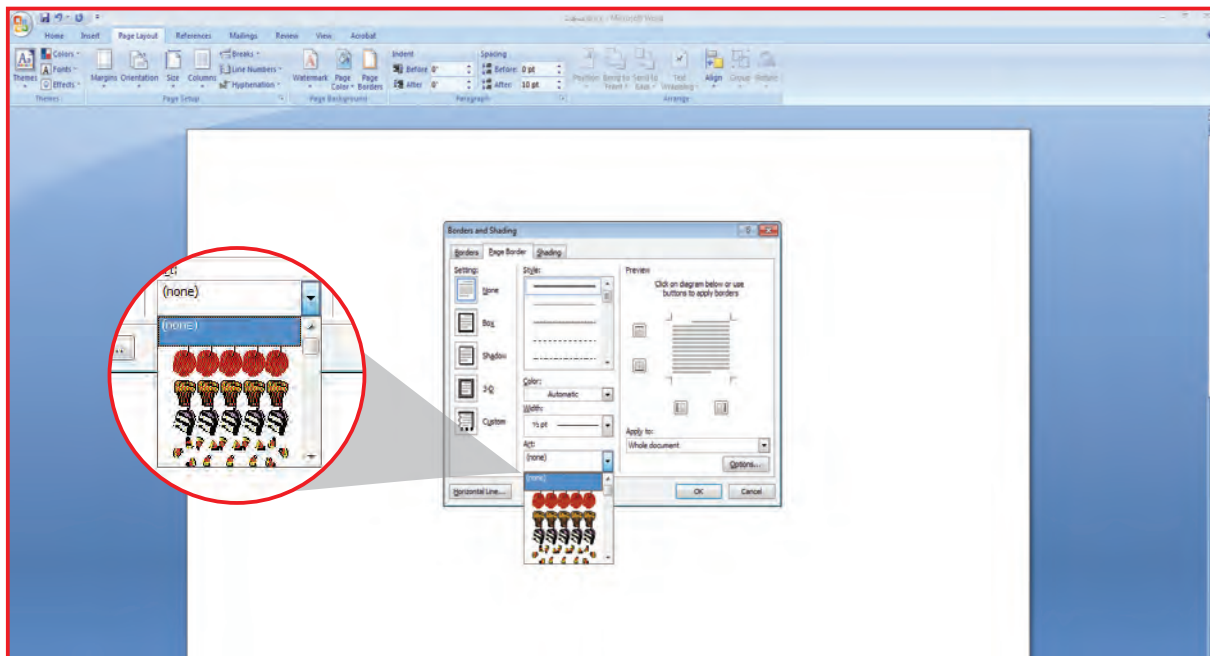 Microsoft Word
Home Insert Page Layout References Mailings Review View Acrobat
Colors
Fonts
Effects
Themes
Margins Orientation Size Columns
Breaks
Line Numbers
Hyphenation
Watermark Page Color Page Borders
Indent
Before 0"
After 0"
Spacing
Before: 0 pt
After: 10 pt
Position Bring to Front Send to Back Text Wrapping Align Group Rotate
Themes Page Setup Page Background Paragraph Arrange
Borders and Shading
Borders Page Border Shading
Setting:
None
Box
Shadow
3-D
Custom
Style:
Color:
Automatic
Width:
½ pt
Art:
(none)
(none)
Preview
Click on diagram below or use
buttons to apply borders
Apply to:
Whole document
Options...
Horizontal Line...
OK Cancel
(none)
(none)